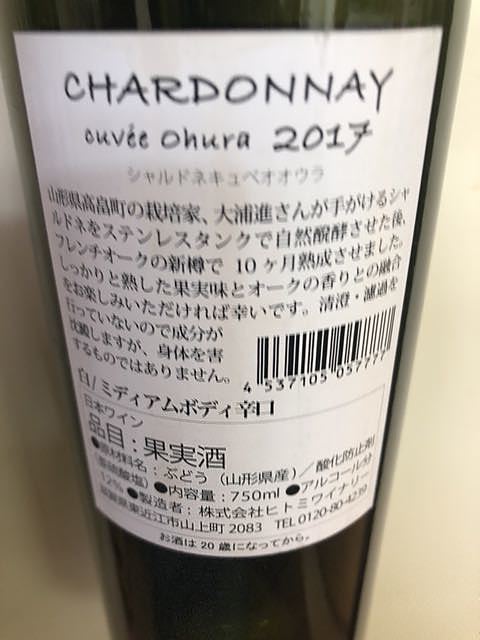 CHARDONNAY
cuvée Ohura 2017
シャルドネキュベオオウラ
山形県高畠町の栽培家、大浦進さんが手がけるシャ
ルドネをステンレスタンクで自然醗酵させた後、
フレンチオークの新樽で 10ヶ月熟成させました。
しっかりと熟した果実味とオークの香りとの融合
をお楽しみいただければ幸いです。清澄・濾過を
行っていないので成分が
沈澱しますが、身体を害
するものではありません。
4 537105 057777
白/ミディアムボディ辛口
日本ワイン
品目:果実酒
●原材料名:ぶどう(山形県産)/酸化防止剤
(亜硫酸塩)●内容量:750ml ●アルコール分
12% ●製造者:株式会社ヒトミワイナリー
滋賀県東近江市山上町 2083 TEL 0120-80-4239
お酒は20歳になってから。